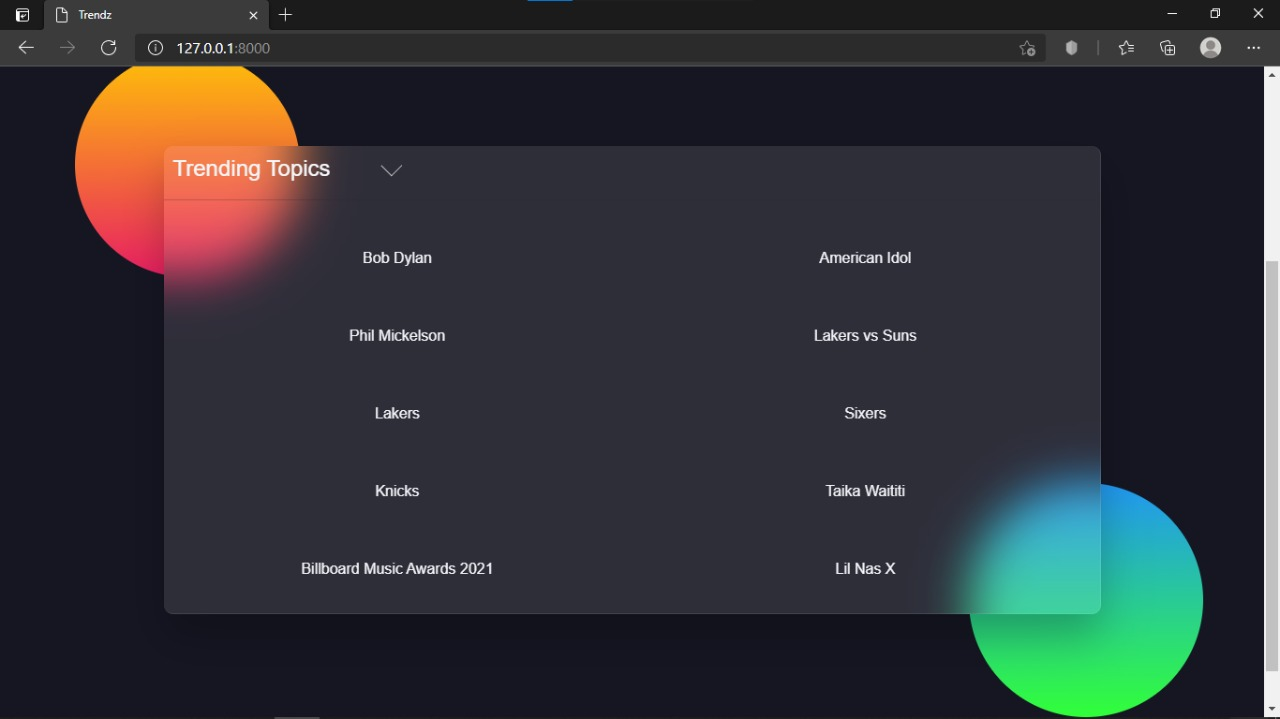 Trendz
127.0.0.1:8000
Trending Topics
Bob Dylan American Idol
Phil Mickelson Lakers vs Suns
Lakers Sixers
Knicks Taika Waititi
Billboard Music Awards 2021 Lil Nas X